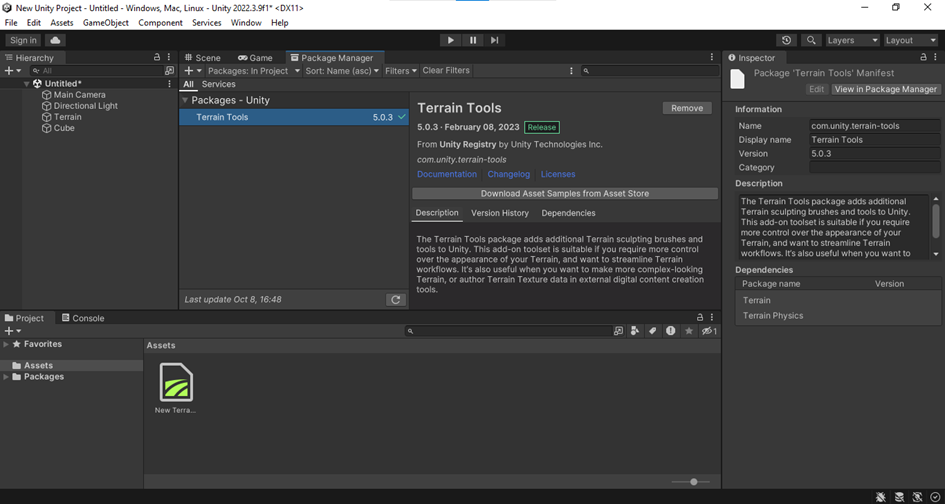 New Unity Project - Untitled - Windows, Mac, Linux - Unity 2022.3.9f1* <DX11>
File Edit Assets GameObject Component Services Window Help
Sign in
Layers
Layout
Hierarchy
All
Untitled*
Main Camera
Directional Light
Terrain
Cube
Scene Game Package Manager
Packages: In Project Sort: Name (asc) Filters Clear Filters
All Services
Packages - Unity
Terrain Tools 5.0.3
Last update Oct 8, 16:48
Terrain Tools
Remove
5.0.3 · February 08, 2023 Release
From Unity Registry by Unity Technologies Inc.
com.unity.terrain-tools
Documentation Changelog Licenses
Download Asset Samples from Asset Store
Description Version History Dependencies
The Terrain Tools package adds additional Terrain sculpting brushes and
tools to Unity. This add-on toolset is suitable if you require more control
over the appearance of your Terrain, and want to streamline Terrain
workflows. It's also useful when you want to make more complex-looking
Terrain, or author Terrain Texture data in external digital content creation
tools.
Inspector
Package 'Terrain Tools' Manifest
Edit View in Package Manager
Information
Name com.unity.terrain-tools
Display name Terrain Tools
Version 5.0.3
Category
Description
The Terrain Tools package adds additional
Terrain sculpting brushes and tools to Unity.
This add-on toolset is suitable if you require
more control over the appearance of your
Terrain, and want to streamline Terrain
workflows. It's also useful when you want to
Dependencies
Package name Version
Terrain
Terrain Physics
Project Console
1
Favorites
Assets
Packages
Assets
New Terra...